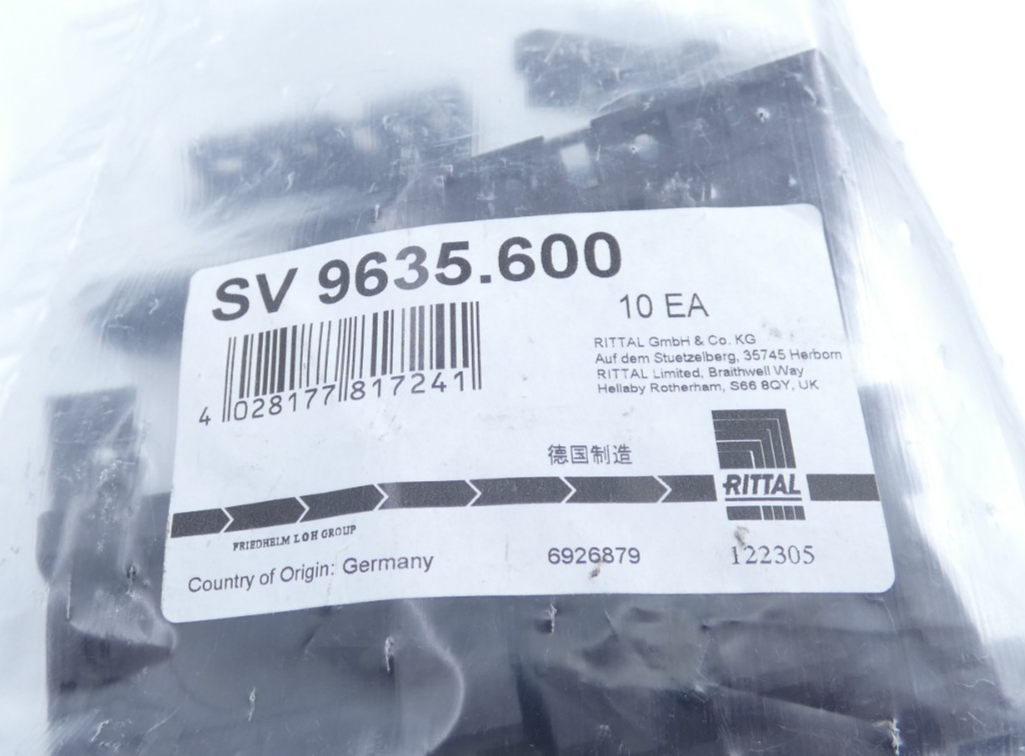 SV 9635.600
10 EA
4 028177 817241
RITTAL GmbH & Co. KG
Auf dem Stuetzelberg, 35745 Herborn
RITTAL Limited, Braithwell Way
Hellaby Rotherham, S66 8QY, UK
德国制造
RITTAL
FRIEDHELM LOH GROUP
Country of Origin: Germany
6926879
122305